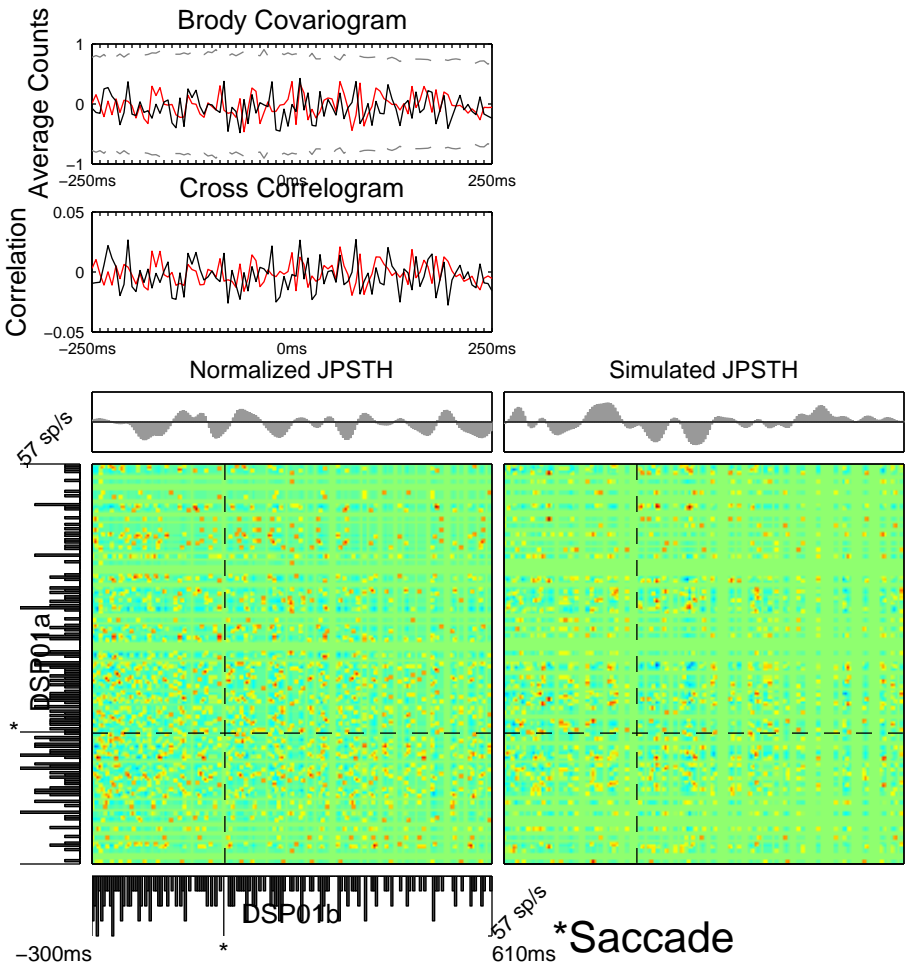 Brody Covariogram
Average Counts
1
0
−1
−250ms
0ms
250ms
Cross Correlogram
Correlation
0.05
0
−0.05
−250ms
0ms
250ms
Normalized JPSTH
Simulated JPSTH
57 sp/s
DSP01a
*
DSP01b
57 sp/s
*
−300ms
610ms
*Saccade